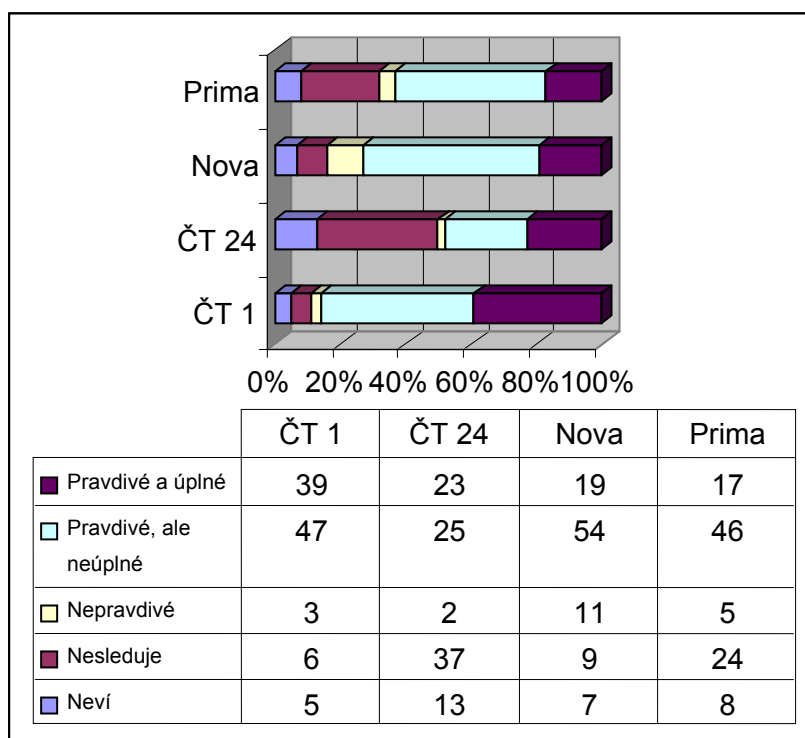 Prima
Nova
ČT 24
ČT 1
0% 20% 40% 60% 80% 100%
ČT 1 ČT 24 Nova Prima
Pravdivé a úplné 39 23 19 17
Pravdivé, ale
neúplné 47 25 54 46
Nepravdivé 3 2 11 5
Nesleduje 6 37 9 24
Neví 5 13 7 8